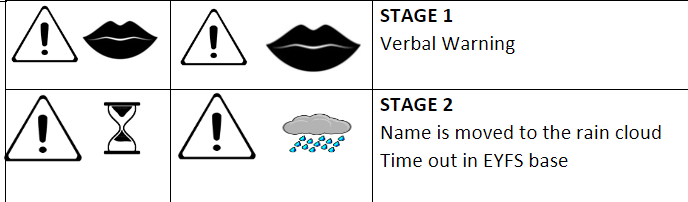 STAGE 1
Verbal Warning
STAGE 2
Name is moved to the rain cloud
Time out in EYFS base